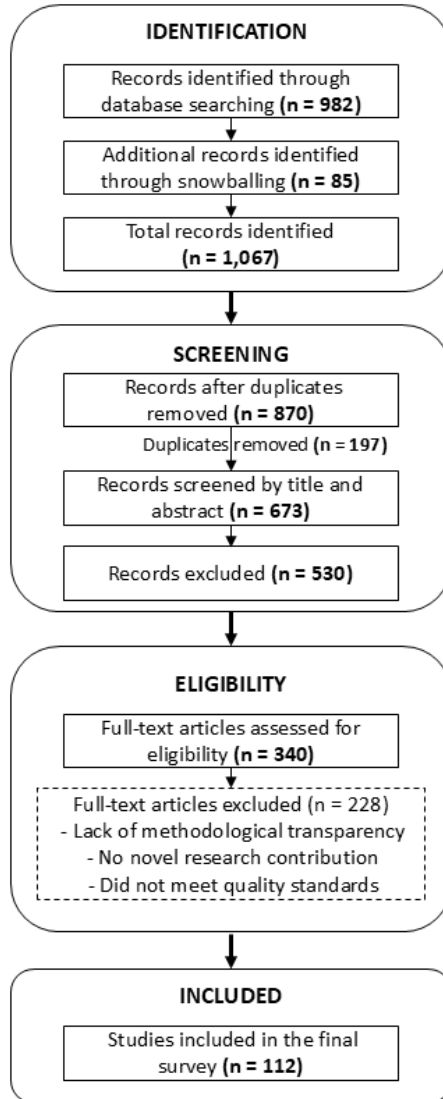 IDENTIFICATION
Records identified through
database searching (n = 982)
Additional records identified
through snowballing (n = 85)
Total records identified
(n = 1,067)
SCREENING
Records after duplicates
removed (n = 870)
Duplicates removed (n = 197)
Records screened by title and
abstract (n = 673)
Records excluded (n = 530)
ELIGIBILITY
Full-text articles assessed for
eligibility (n = 340)
Full-text articles excluded (n = 228)
- Lack of methodological transparency
- No novel research contribution
- Did not meet quality standards
INCLUDED
Studies included in the final
survey (n = 112)